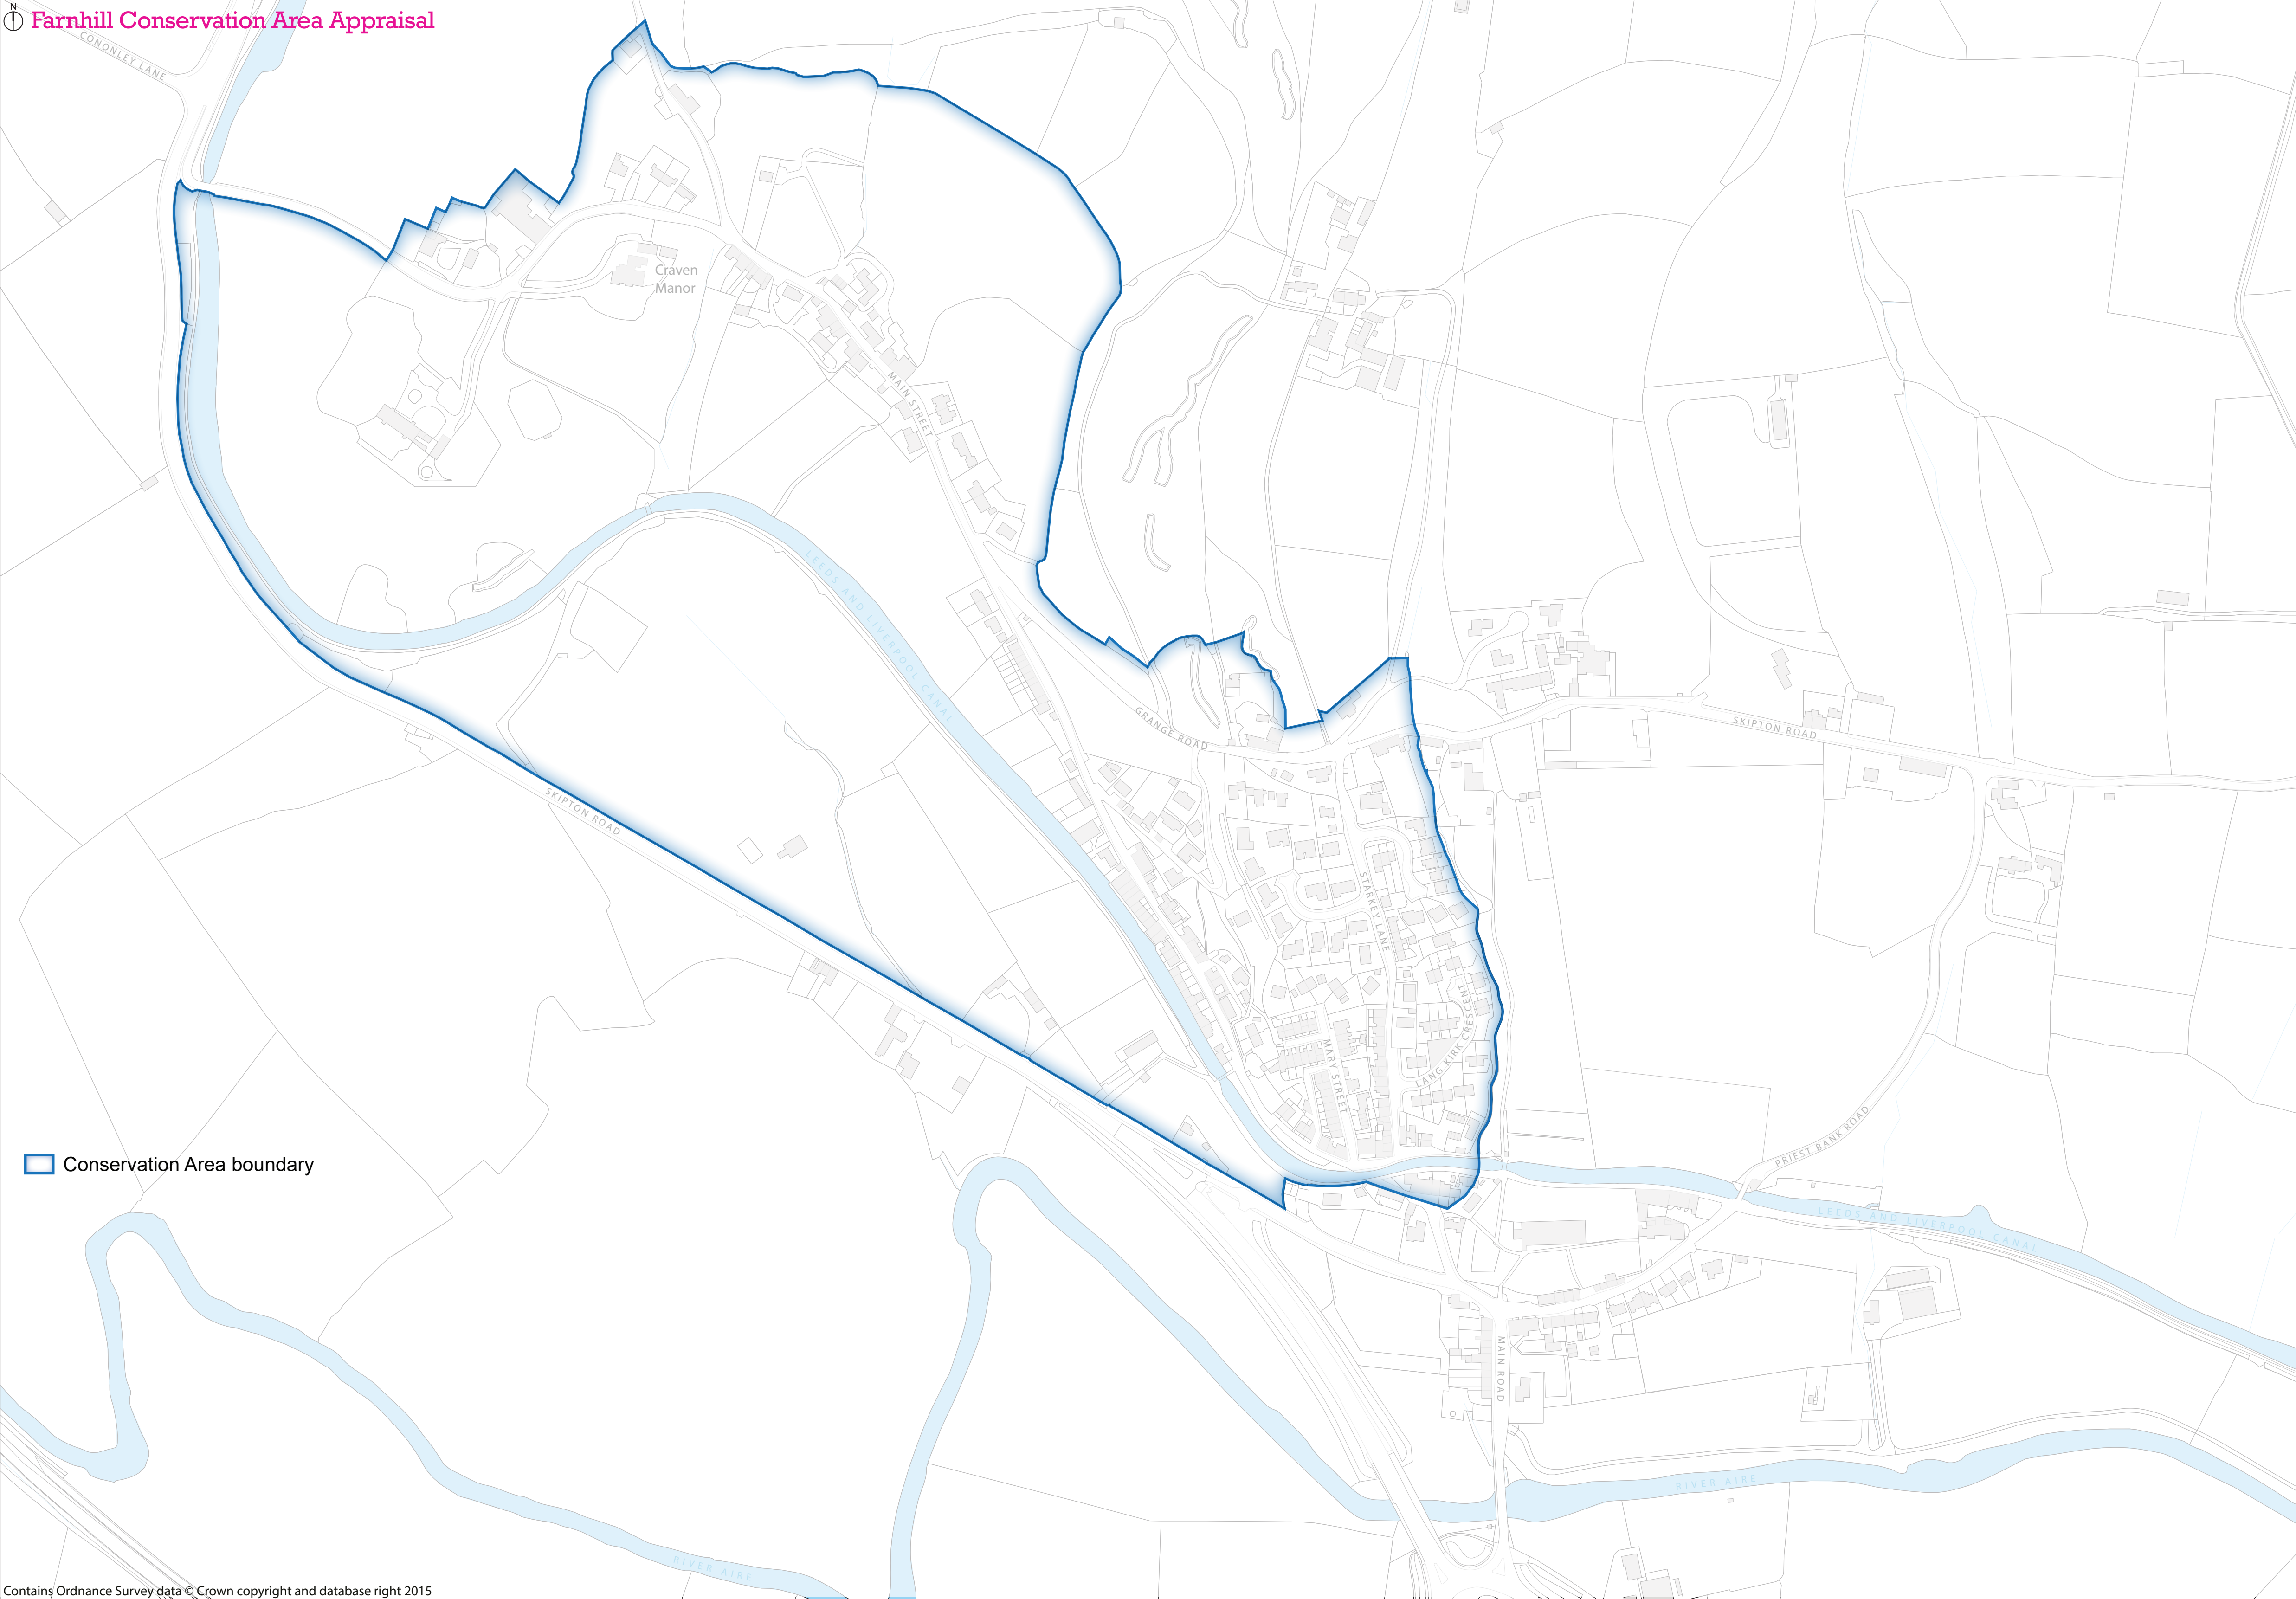 N
Farnhill Conservation Area Appraisal
CONONLEY LANE
Craven
Manor
MAIN STREET
LEEDS AND LIVERPOOL CANAL
GRANGE ROAD
SKIPTON ROAD
SKIPTON ROAD
STARKEY LANE
LANG KIRK CRESCENT
MARY STREET
PRIEST BANK ROAD
Conservation Area boundary
LEEDS AND LIVERPOOL CANAL
MAIN ROAD
RIVER AIRE
RIVER AIRE
Contains Ordnance Survey data © Crown copyright and database right 2015